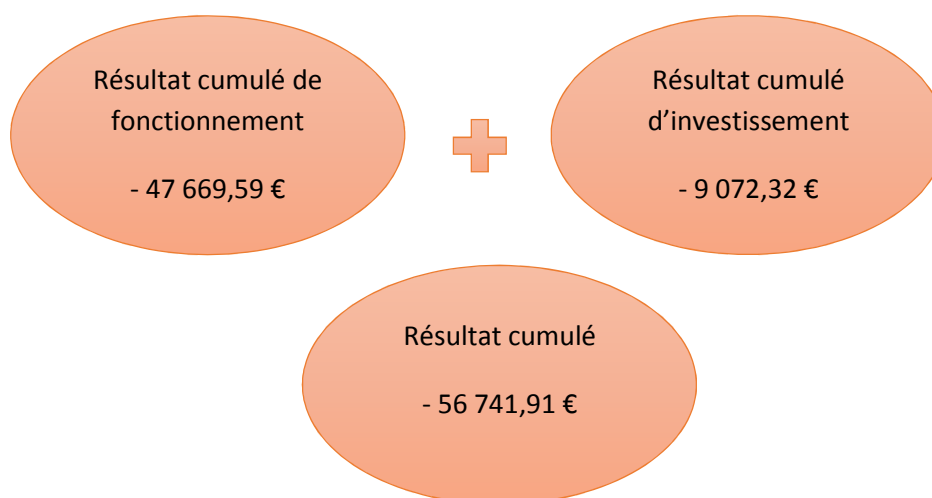 Résultat cumulé de
fonctionnement
- 47 669,59 €
Résultat cumulé
d’investissement
- 9 072,32 €
Résultat cumulé
- 56 741,91 €